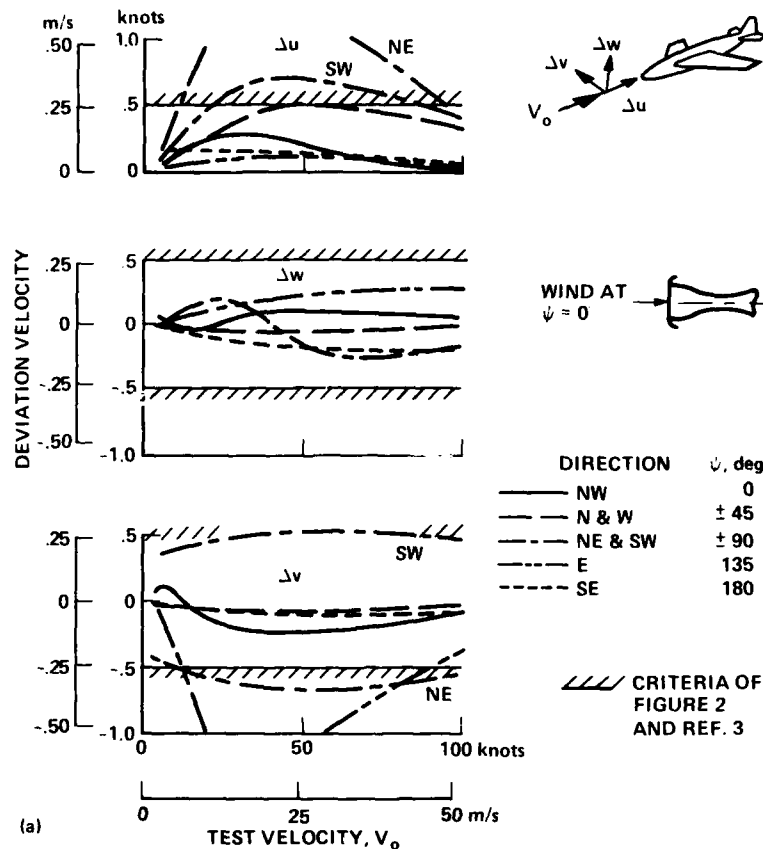 m/s knots
.50 1.0 Δu NE
SW
.25 .5
0 0
Δv Δw
Δu
V₀
DEVIATION VELOCITY
.25 .5 Δw
0 0
-.25 -.5
-.50 -1.0
WIND AT
ψ = 0
DIRECTION ψ, deg
NW 0
N & W ± 45
NE & SW ± 90
E 135
SE 180
.25 .5 SW
Δv
0 0
-.25 -.5
NE
-.50 -1.0
CRITERIA OF
FIGURE 2
AND REF. 3
0 50 100 knots
0 25 50 m/s
TEST VELOCITY, V₀
(a)